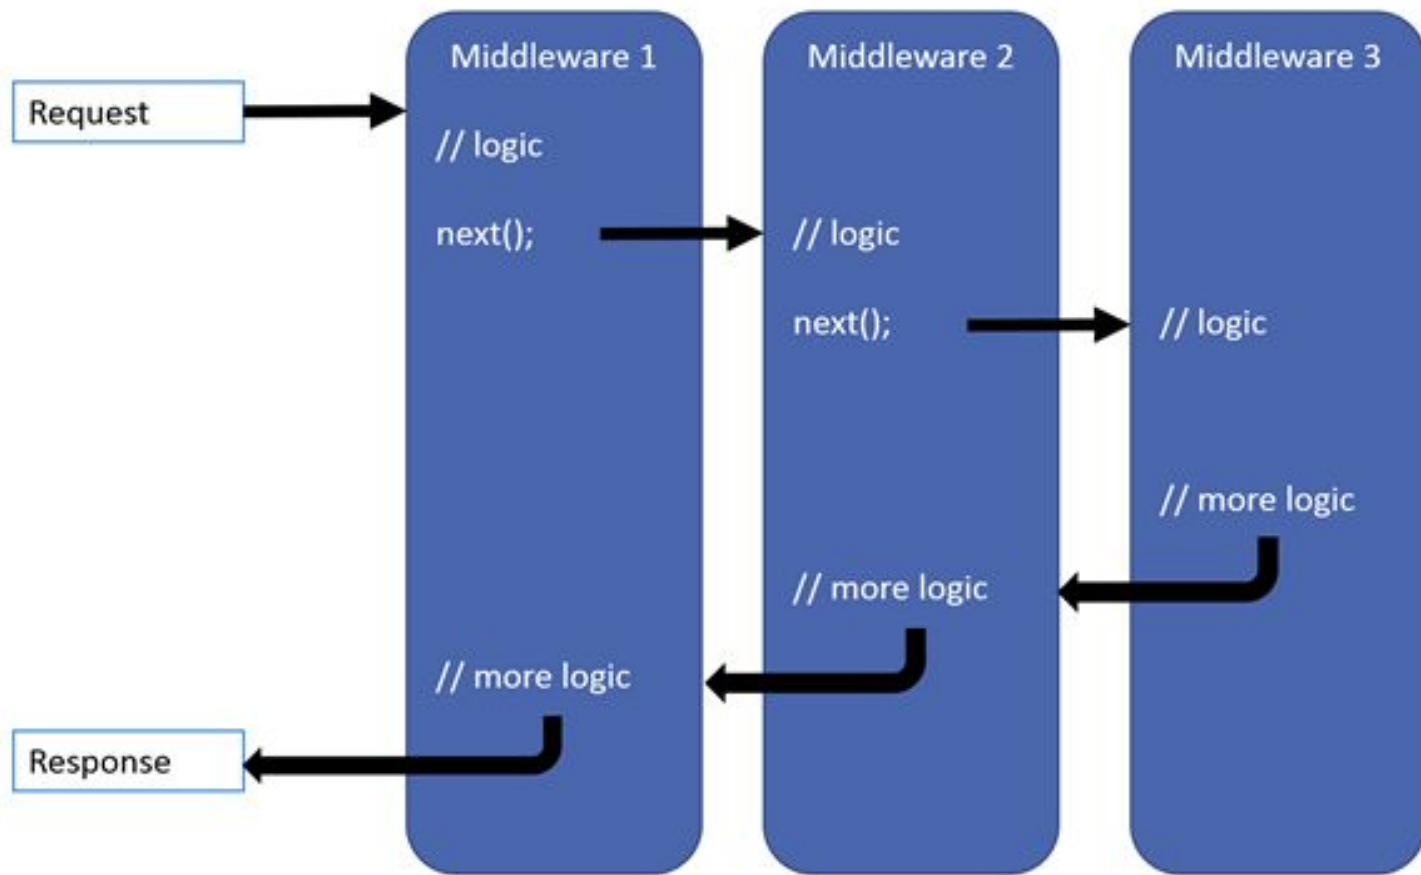 Middleware 1
Middleware 2
Middleware 3
Request
// logic
next();
// logic
next();
// logic
// more logic
// more logic
// more logic
Response